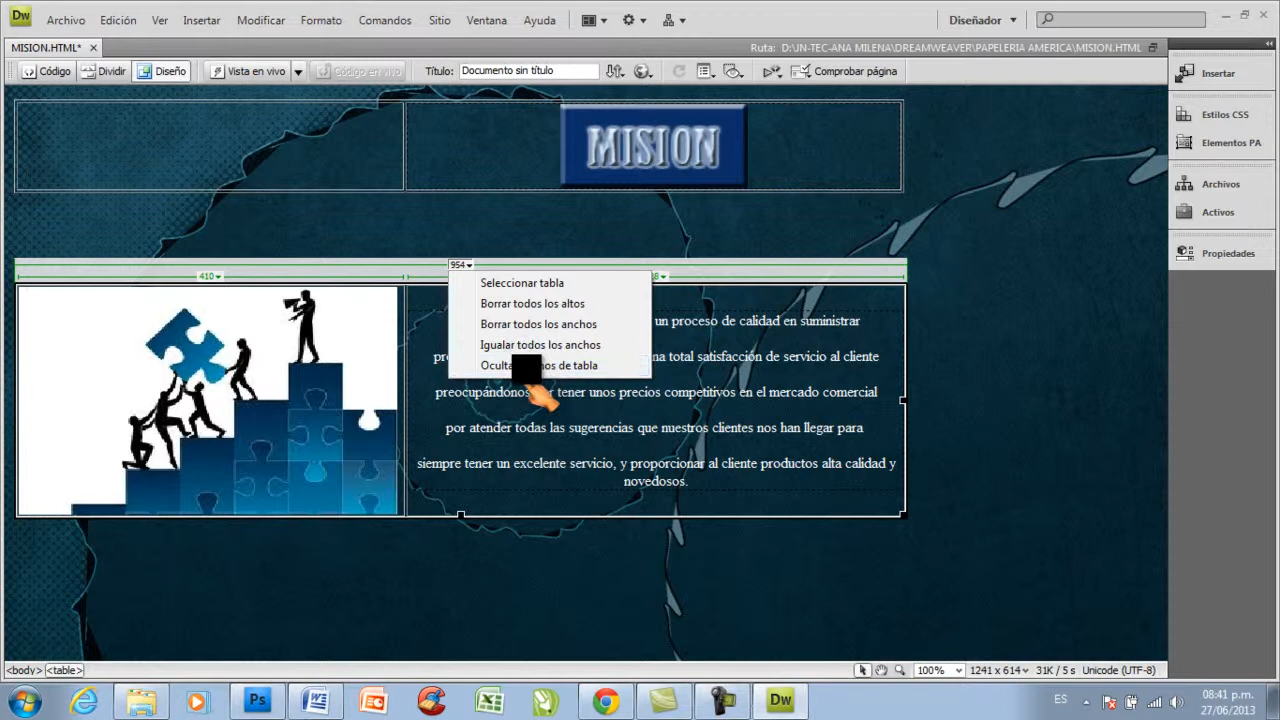 Dw Archivo Edición Ver Insertar Modificar Formato Comandos Sitio Ventana Ayuda Diseñador
MISION.HTML* Ruta: D:\JN-TEC-ANA MILENA\DREAMWEAVER\PAPELERIA AMERICA\MISION.HTML
Código Dividir Diseño Vista en vivo Código en vivo Título: Documento sin título Comprobar página
Insertar
Estilos CSS
Elementos PA
Archivos
Activos
Propiedades
MISION
954
410
Seleccionar tabla
Borrar todos los altos
Borrar todos los anchos
Igualar todos los anchos
de tabla
un proceso de calidad en suministrar
total satisfacción de servicio al cliente
preocupándonos tener unos precios competitivos en el mercado comercial
por atender todas las sugerencias que nuestros clientes nos han llegar para
siempre tener un excelente servicio, y proporcionar al cliente productos alta calidad y
novedosos.
<body> <table> 100% 1241 x 614 31K / 5 s Unicode (UTF-8)
Ps W Dw ES 08:41 p.m.
27/06/2013